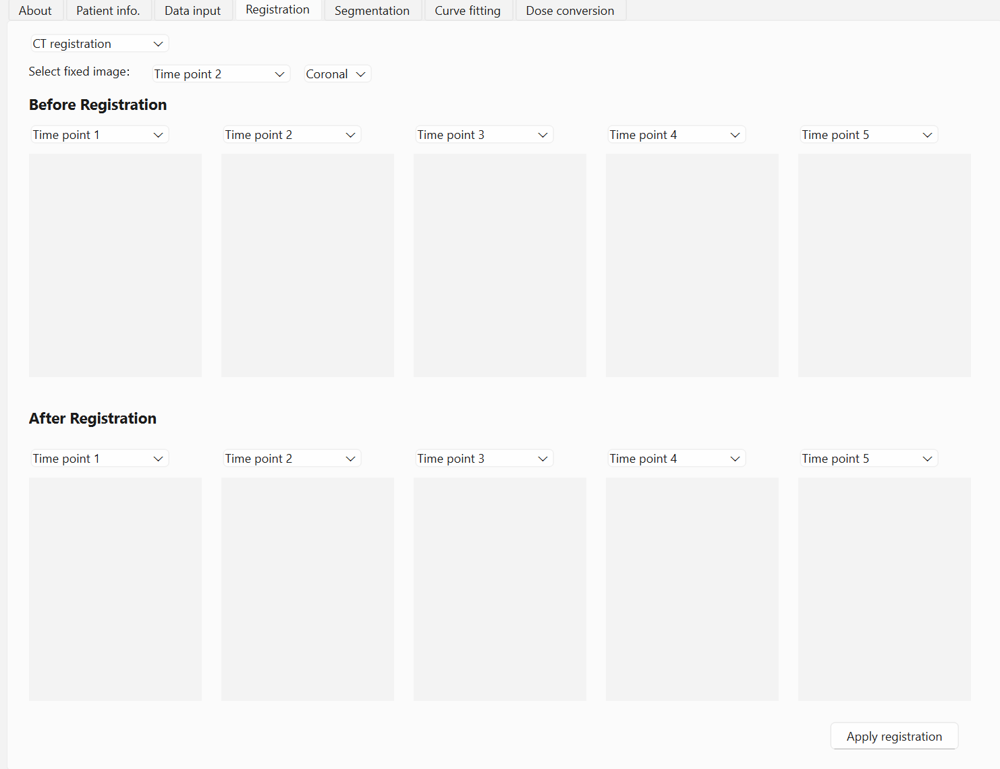 About Patient info. Data input Registration Segmentation Curve fitting Dose conversion
CT registration
Select fixed image: Time point 2 Coronal
Before Registration
Time point 1 Time point 2 Time point 3 Time point 4 Time point 5
After Registration
Time point 1 Time point 2 Time point 3 Time point 4 Time point 5
Apply registration